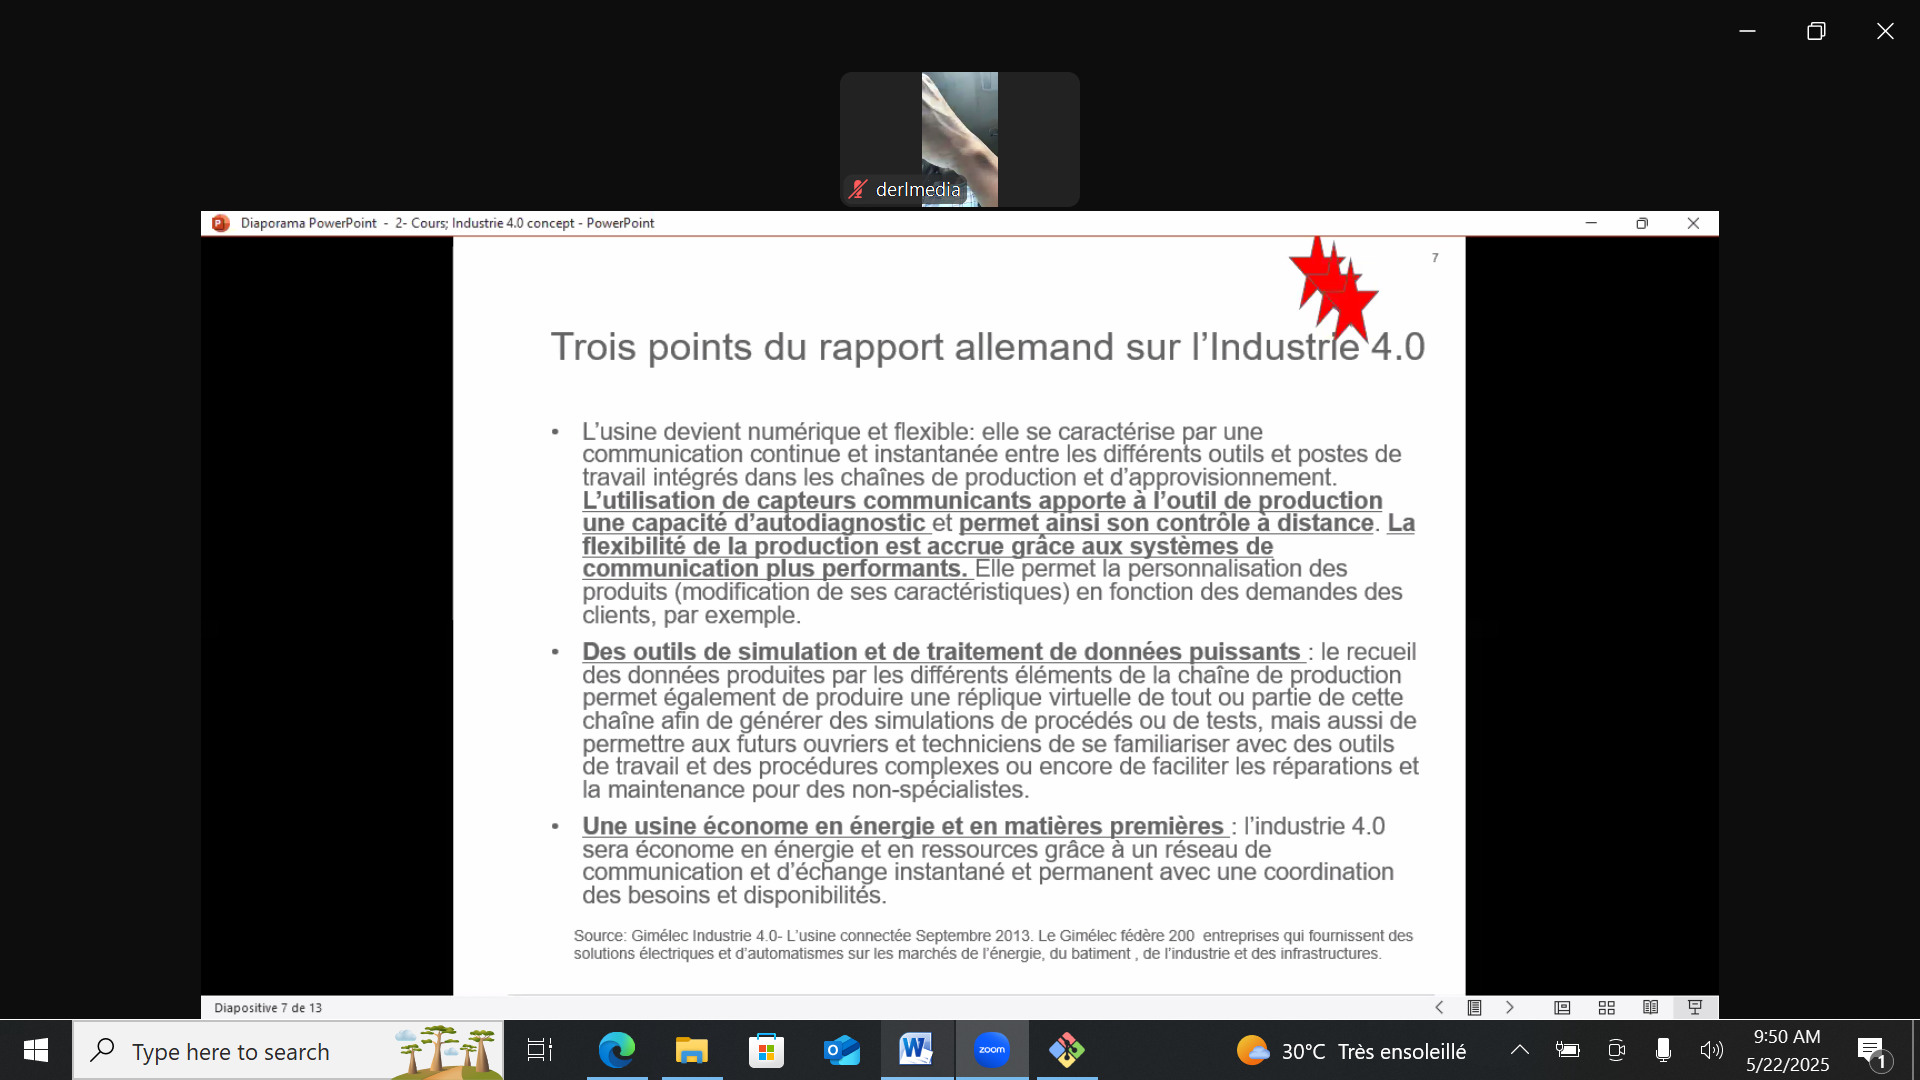 derlmedia
Diaporama PowerPoint - 2- Cours; Industrie 4.0 concept - PowerPoint
7
Trois points du rapport allemand sur l’Industrie 4.0
• L’usine devient numérique et flexible: elle se caractérise par une
communication continue et instantanée entre les différents outils et postes de
travail intégrés dans les chaînes de production et d’approvisionnement.
L’utilisation de capteurs communicants apporte à l’outil de production
une capacité d’autodiagnostic et permet ainsi son contrôle à distance. La
flexibilité de la production est accrue grâce aux systèmes de
communication plus performants. Elle permet la personnalisation des
produits (modification de ses caractéristiques) en fonction des demandes des
clients, par exemple.
• Des outils de simulation et de traitement de données puissants : le recueil
des données produites par les différents éléments de la chaîne de production
permet également de produire une réplique virtuelle de tout ou partie de cette
chaîne afin de générer des simulations de procédés ou de tests, mais aussi de
permettre aux futurs ouvriers et techniciens de se familiariser avec des outils
de travail et des procédures complexes ou encore de faciliter les réparations et
la maintenance pour des non-spécialistes.
• Une usine économe en énergie et en matières premières : l’industrie 4.0
sera économe en énergie et en ressources grâce à un réseau de
communication et d’échange instantané et permanent avec une coordination
des besoins et disponibilités.
Source: Gimélec Industrie 4.0- L’usine connectée Septembre 2013. Le Gimélec fédère 200 entreprises qui fournissent des
solutions électriques et d’automatismes sur les marchés de l’énergie, du batiment , de l’industrie et des infrastructures.
Diapositive 7 de 13
Type here to search
zoom
30°C Très ensoleillé
9:50 AM
5/22/2025
1